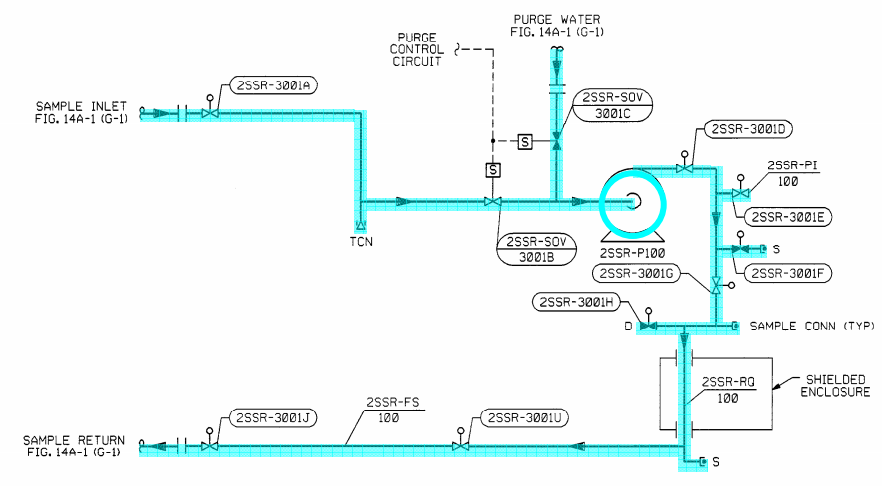 PURGE WATER
FIG. 14A-1 (G-1)
PURGE
CONTROL
CIRCUIT
2SSR-3001A
SAMPLE INLET
FIG. 14A-1 (G-1)
2SSR-SOV
3001C
S
2SSR-3001D
S
2SSR-PI
100
2SSR-3001E
TCN
2SSR-SOV
3001B
2SSR-P100
S
2SSR-3001F
2SSR-3001G
2SSR-3001H
D
SAMPLE CONN (TYP)
2SSR-RQ
100
SHIELDED
ENCLOSURE
2SSR-3001J
2SSR-FS
100
2SSR-3001U
SAMPLE RETURN
FIG. 14A-1 (G-1)
S